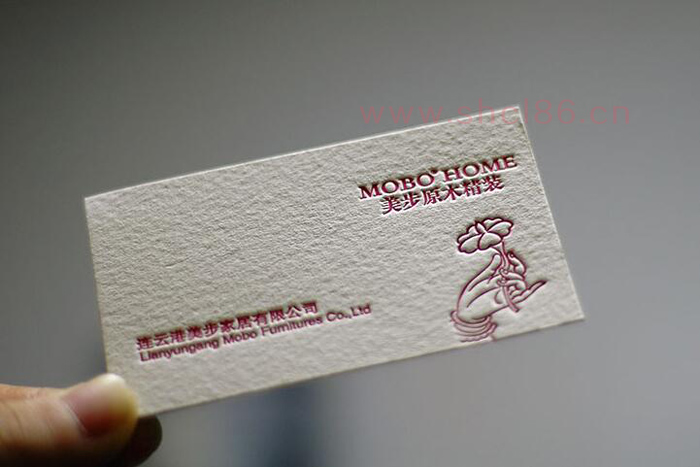 www.shcl86.cn
MOBO® HOME
美步原木精装
连云港美步家居有限公司
Lianyungang Mobo Furnitures Co., Ltd